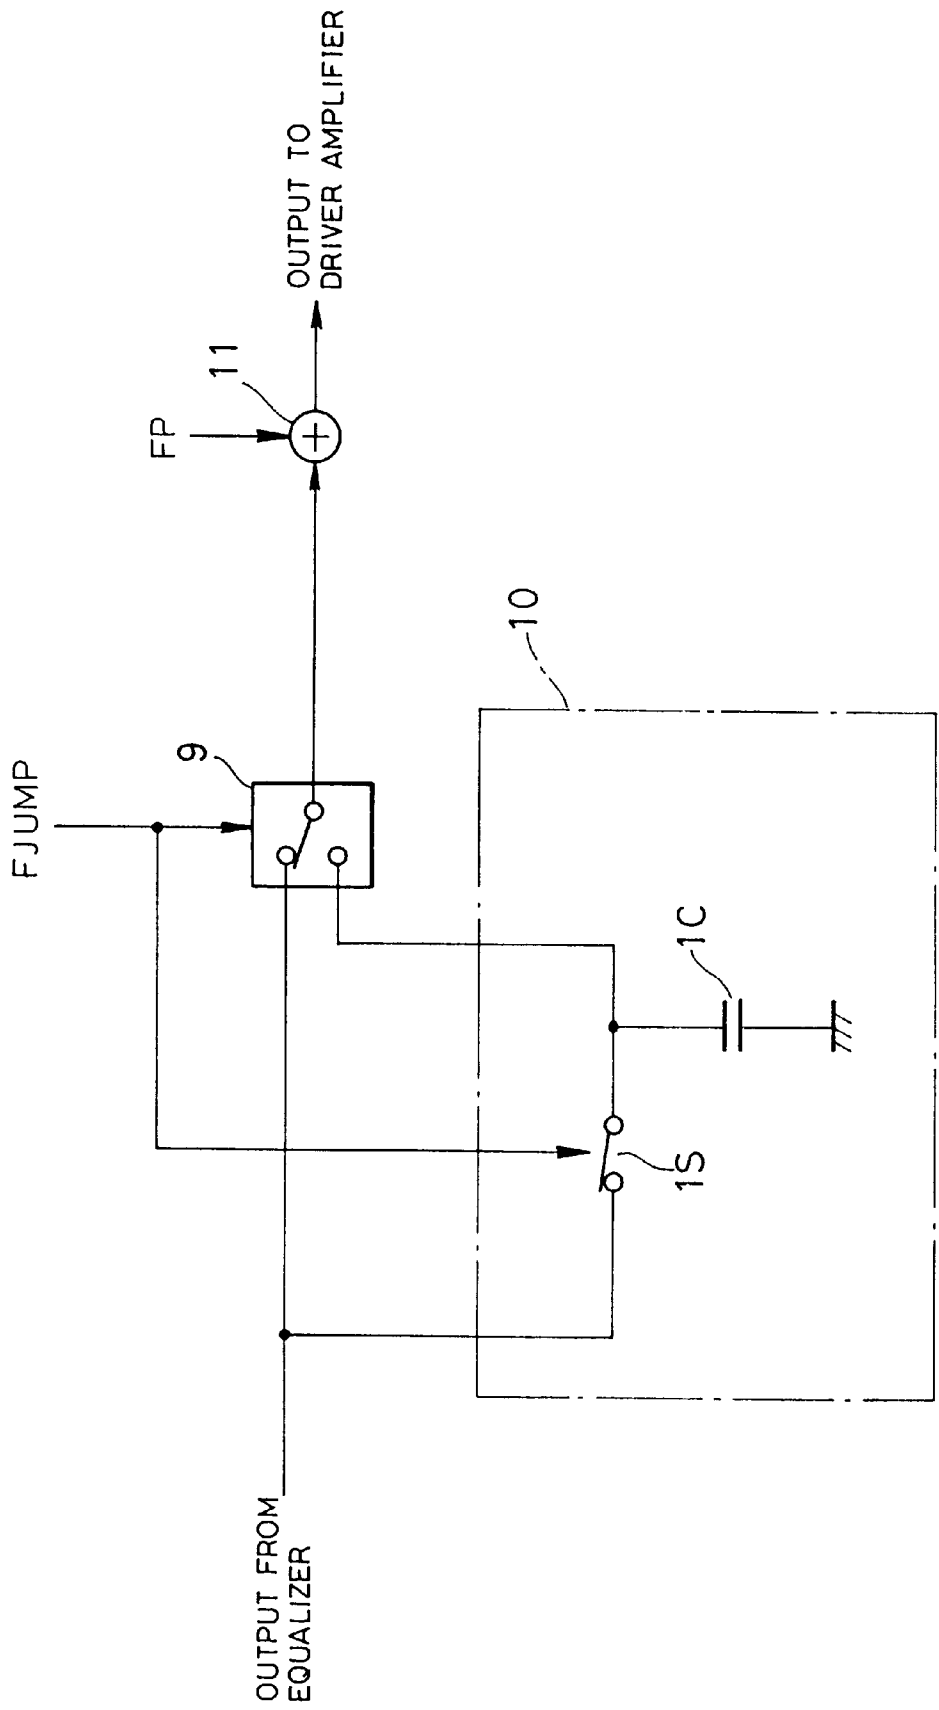 FJUMP
FP
9
11
OUTPUT TO
DRIVER AMPLIFIER
OUTPUT FROM
EQUALIZER
10
1S
1C